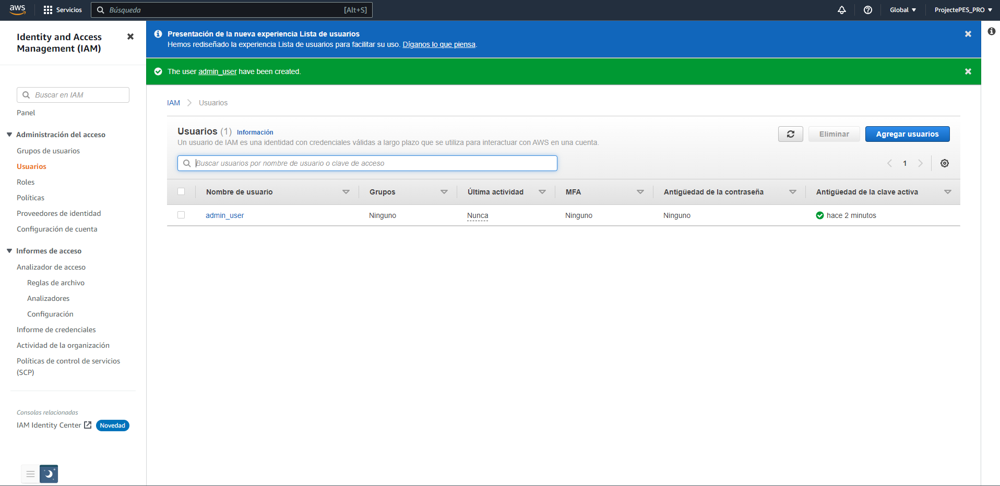 aws
Servicios
Búsqueda
[Alt+S]
Global
ProjectePES_PRO
Identity and Access
Management (IAM)
Buscar en IAM
Panel
Administración del acceso
Grupos de usuarios
Usuarios
Roles
Políticas
Proveedores de identidad
Configuración de cuenta
Informes de acceso
Analizador de acceso
Reglas de archivo
Analizadores
Configuración
Informe de credenciales
Actividad de la organización
Políticas de control de servicios
(SCP)
Consolas relacionadas
IAM Identity Center
Novedad
Presentación de la nueva experiencia Lista de usuarios
Hemos rediseñado la experiencia Lista de usuarios para facilitar su uso. Díganos lo que piensa.
The user admin_user have been created.
IAM > Usuarios
Usuarios (1) Información
Un usuario de IAM es una identidad con credenciales válidas a largo plazo que se utiliza para interactuar con AWS en una cuenta.
Eliminar
Agregar usuarios
Buscar usuarios por nombre de usuario o clave de acceso
1
Nombre de usuario Grupos Última actividad MFA Antigüedad de la contraseña Antigüedad de la clave activa
admin_user Ninguno Nunca Ninguno Ninguno hace 2 minutos